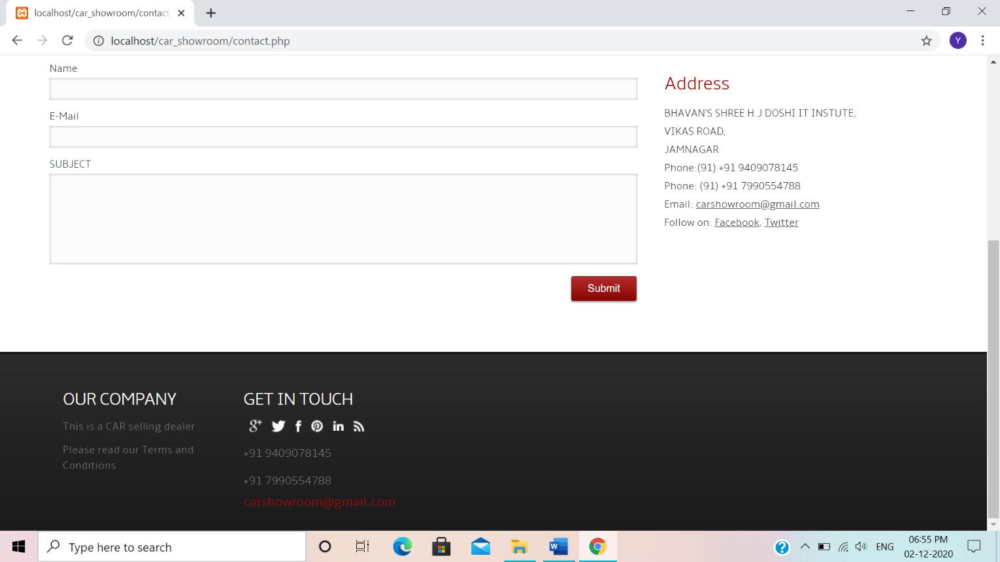 localhost/car_showroom/contact
localhost/car_showroom/contact.php
Y
Name
E-Mail
SUBJECT
Submit
Address
BHAVAN'S SHREE H.J DOSHI IT INSTUTE,
VIKAS ROAD,
JAMNAGAR
Phone:(91) +91 9409078145
Phone: (91) +91 7990554788
Email: carshowroom@gmail.com
Follow on: Facebook, Twitter
OUR COMPANY
This is a CAR selling dealer
Please read our Terms and
Conditions
GET IN TOUCH
+91 9409078145
+91 7990554788
carshowroom@gmail.com
Type here to search
ENG
06:55 PM
02-12-2020